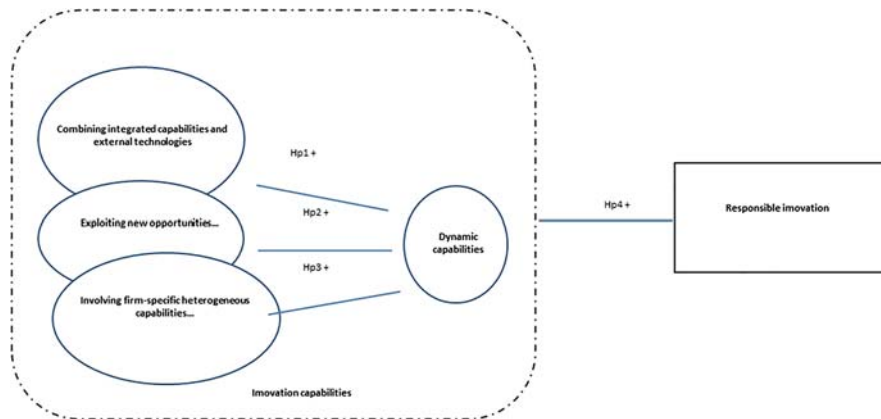 Combining integrated capabilities and
external technologies
Hp1 +
Exploiting new opportunities...
Hp2 +
Hp3 +
Involving firm-specific heterogeneous
capabilities...
Dynamic
capabilities
Imovation capabilities
Hp4 +
Responsible imovation